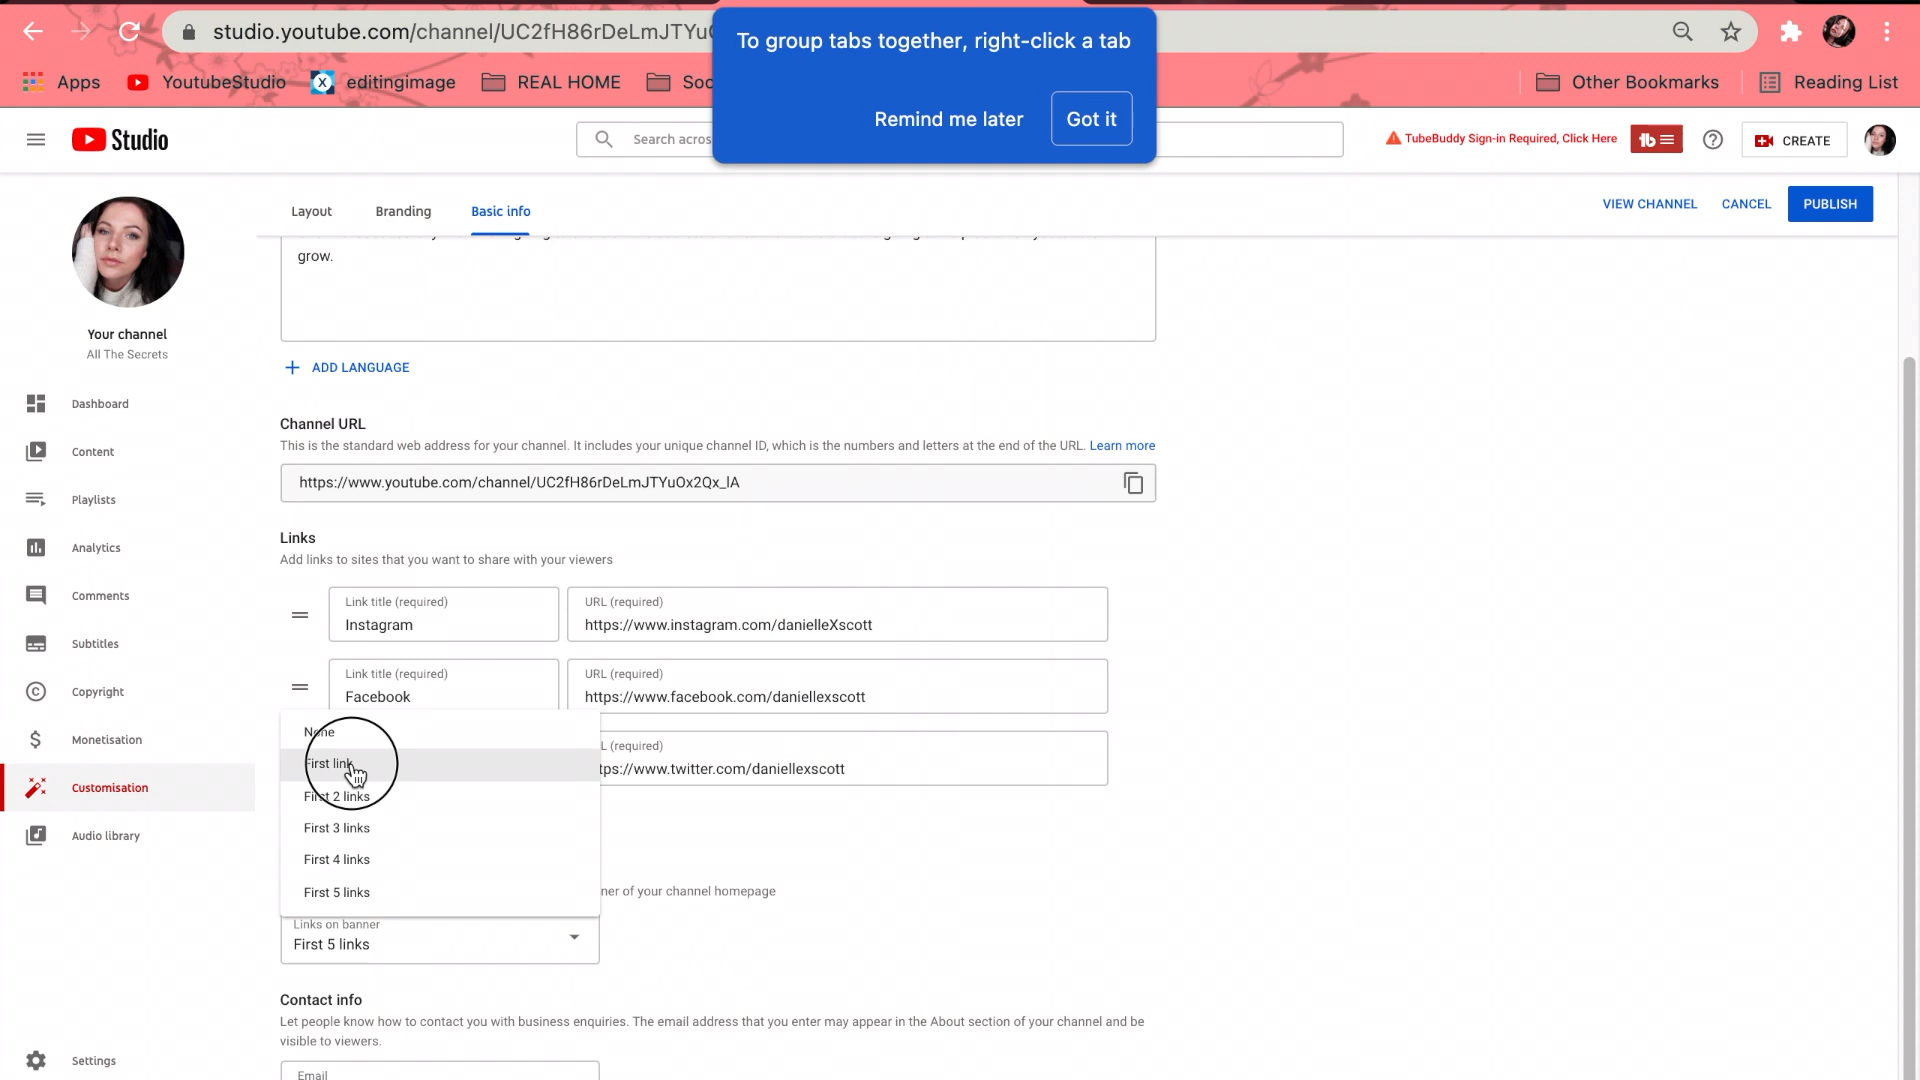 studio.youtube.com/channel/UC2fH86rDeLmJTYu
To group tabs together, right-click a tab
Remind me later
Got it
Apps
YoutubeStudio
editingimage
REAL HOME
Soc
Other Bookmarks
Reading List
Studio
Search acros
TubeBuddy Sign-in Required, Click Here
tb
CREATE
Layout
Branding
Basic info
VIEW CHANNEL
CANCEL
PUBLISH
grow.
Your channel
All The Secrets
ADD LANGUAGE
Dashboard
Content
Playlists
Analytics
Comments
Subtitles
Copyright
Monetisation
Customisation
Audio library
Settings
Channel URL
This is the standard web address for your channel. It includes your unique channel ID, which is the numbers and letters at the end of the URL. Learn more
https://www.youtube.com/channel/UC2fH86rDeLmJTYuOx2Qx_lA
Links
Add links to sites that you want to share with your viewers
Link title (required)
Instagram
URL (required)
https://www.instagram.com/danielleXscott
Link title (required)
Facebook
URL (required)
https://www.facebook.com/daniellexscott
L (required)
tps://www.twitter.com/daniellexscott
None
First link
First 2 links
First 3 links
First 4 links
First 5 links
ner of your channel homepage
Links on banner
First 5 links
Contact info
Let people know how to contact you with business enquiries. The email address that you enter may appear in the About section of your channel and be
visible to viewers.
Email